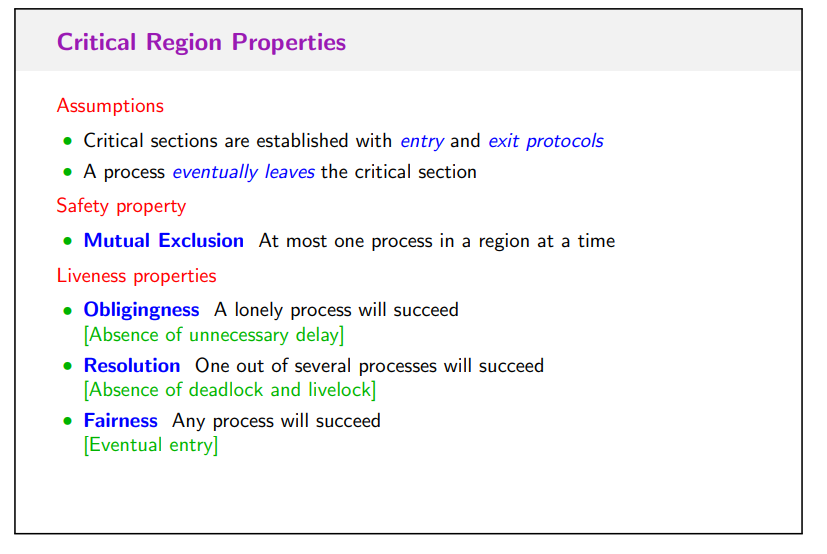 Critical Region Properties
Assumptions
• Critical sections are established with entry and exit protocols
• A process eventually leaves the critical section
Safety property
• Mutual Exclusion At most one process in a region at a time
Liveness properties
• Obligingness A lonely process will succeed
[Absence of unnecessary delay]
• Resolution One out of several processes will succeed
[Absence of deadlock and livelock]
• Fairness Any process will succeed
[Eventual entry]